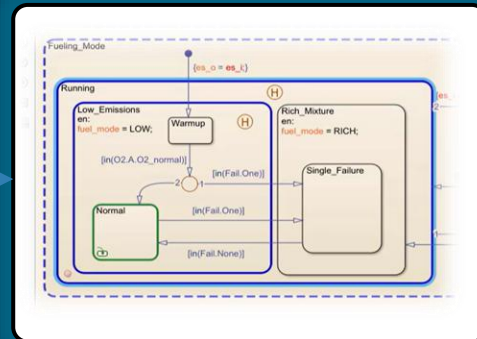 Fueling_Mode
{es_o = es_i;}
Running
H
Low_Emissions
en:
fuel_mode = LOW;
Warmup
H
Rich_Mixture
en:
fuel_mode = RICH;
[in(O2.A.O2_normal)]
2
1
[in(Fail.One)]
Single_Failure
Normal
[in(Fail.One)]
[in(Fail.None)]
{es_
2
1